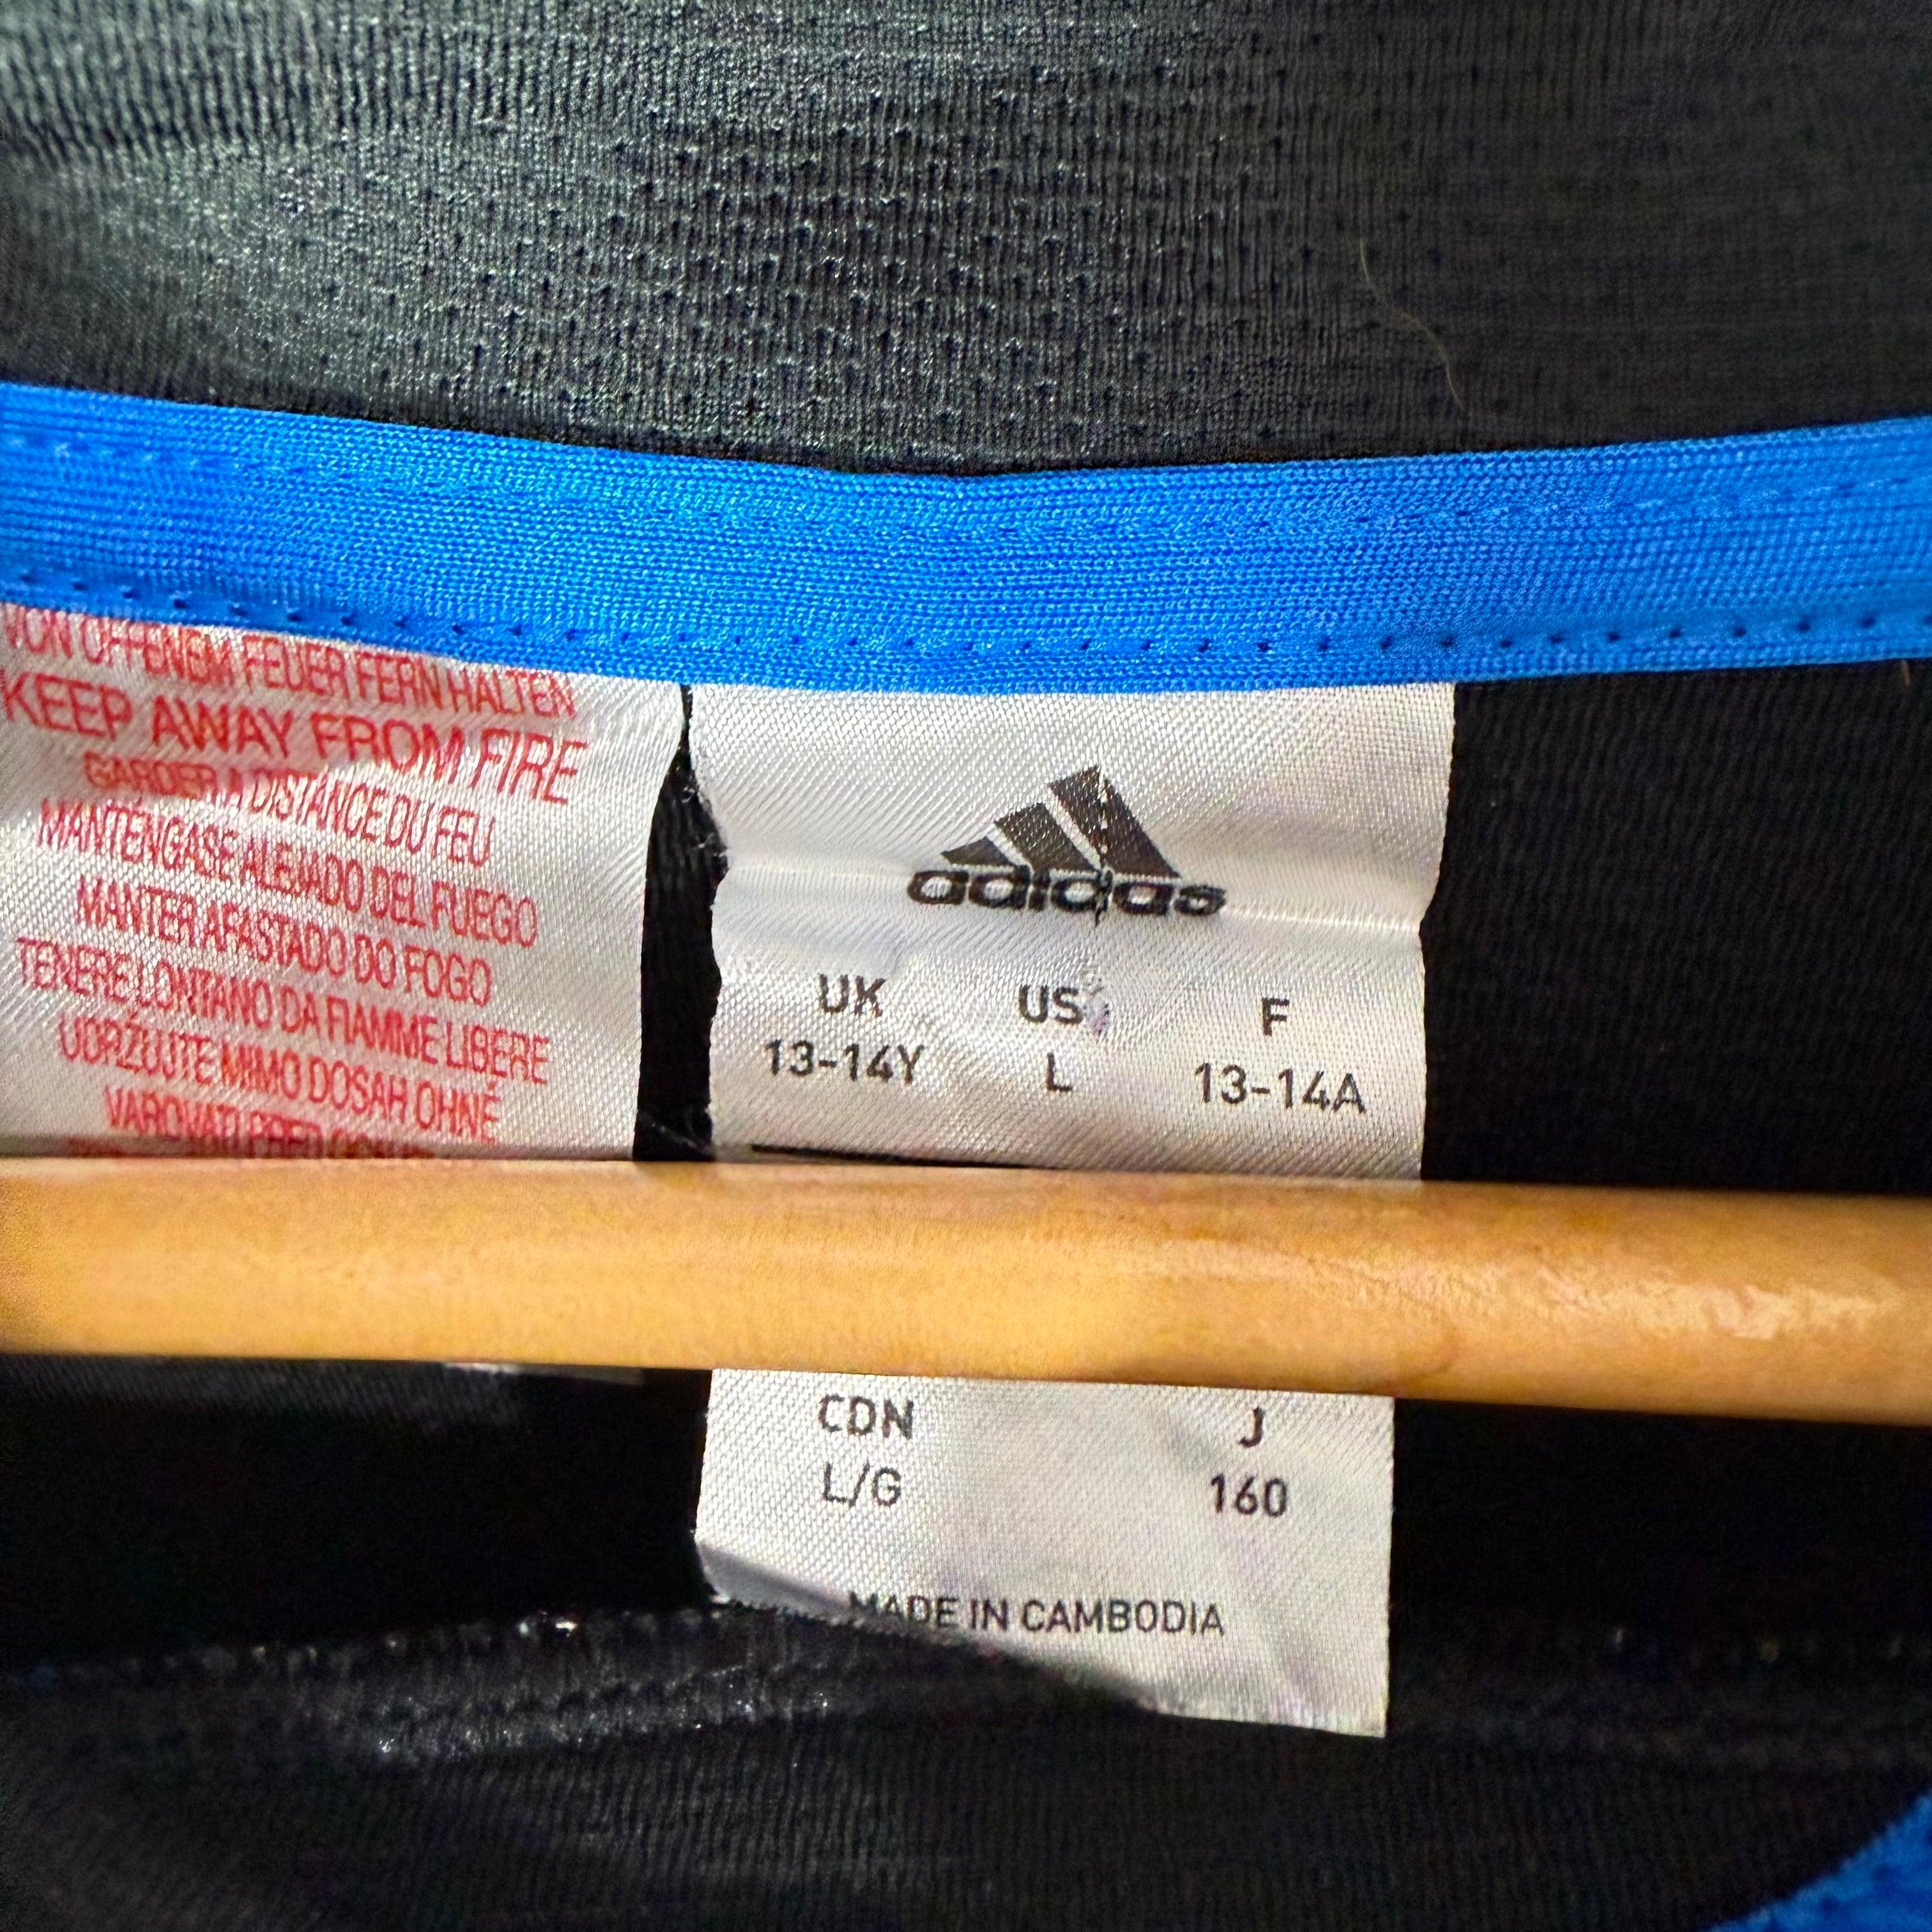 VON OFFENEM FEUER FERN HALTEN
KEEP AWAY FROM FIRE
GARDER A DISTANCE DU FEU
MANTENGASE ALEJADO DEL FUEGO
MANTER AFASTADO DO FOGO
TENERE LONTANO DA FIAMME LIBERE
UDRŽUJTE MIMO DOSAH OHNĚ
VAROVATI PRED
adidas
UK US F
13-14Y L 13-14A
CDN J
L/G 160
MADE IN CAMBODIA